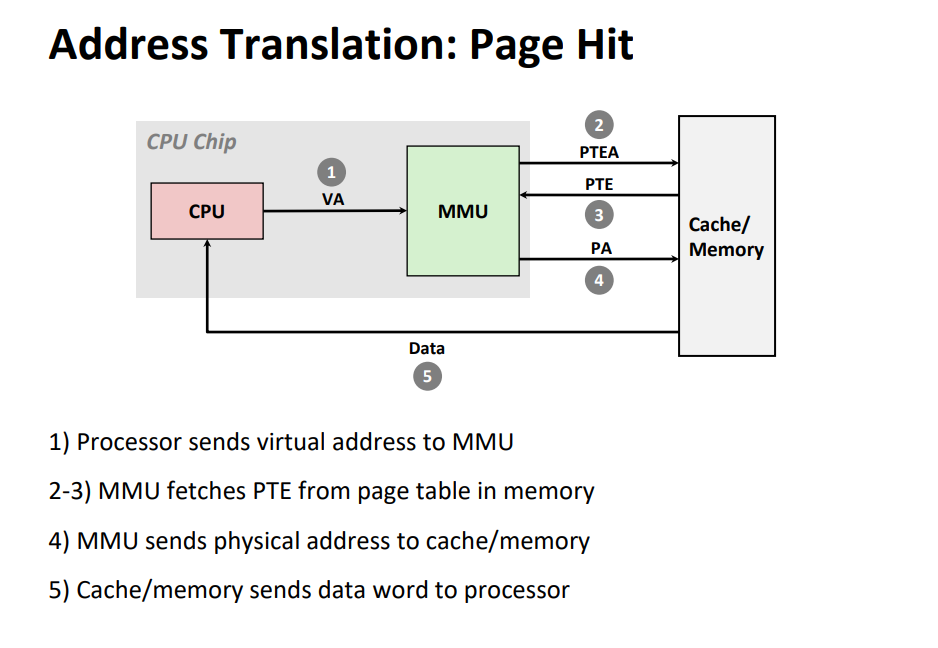 Address Translation: Page Hit
CPU Chip
2
PTEA
1
VA
PTE
CPU
MMU
3
Cache/
Memory
PA
4
Data
5
1) Processor sends virtual address to MMU
2-3) MMU fetches PTE from page table in memory
4) MMU sends physical address to cache/memory
5) Cache/memory sends data word to processor